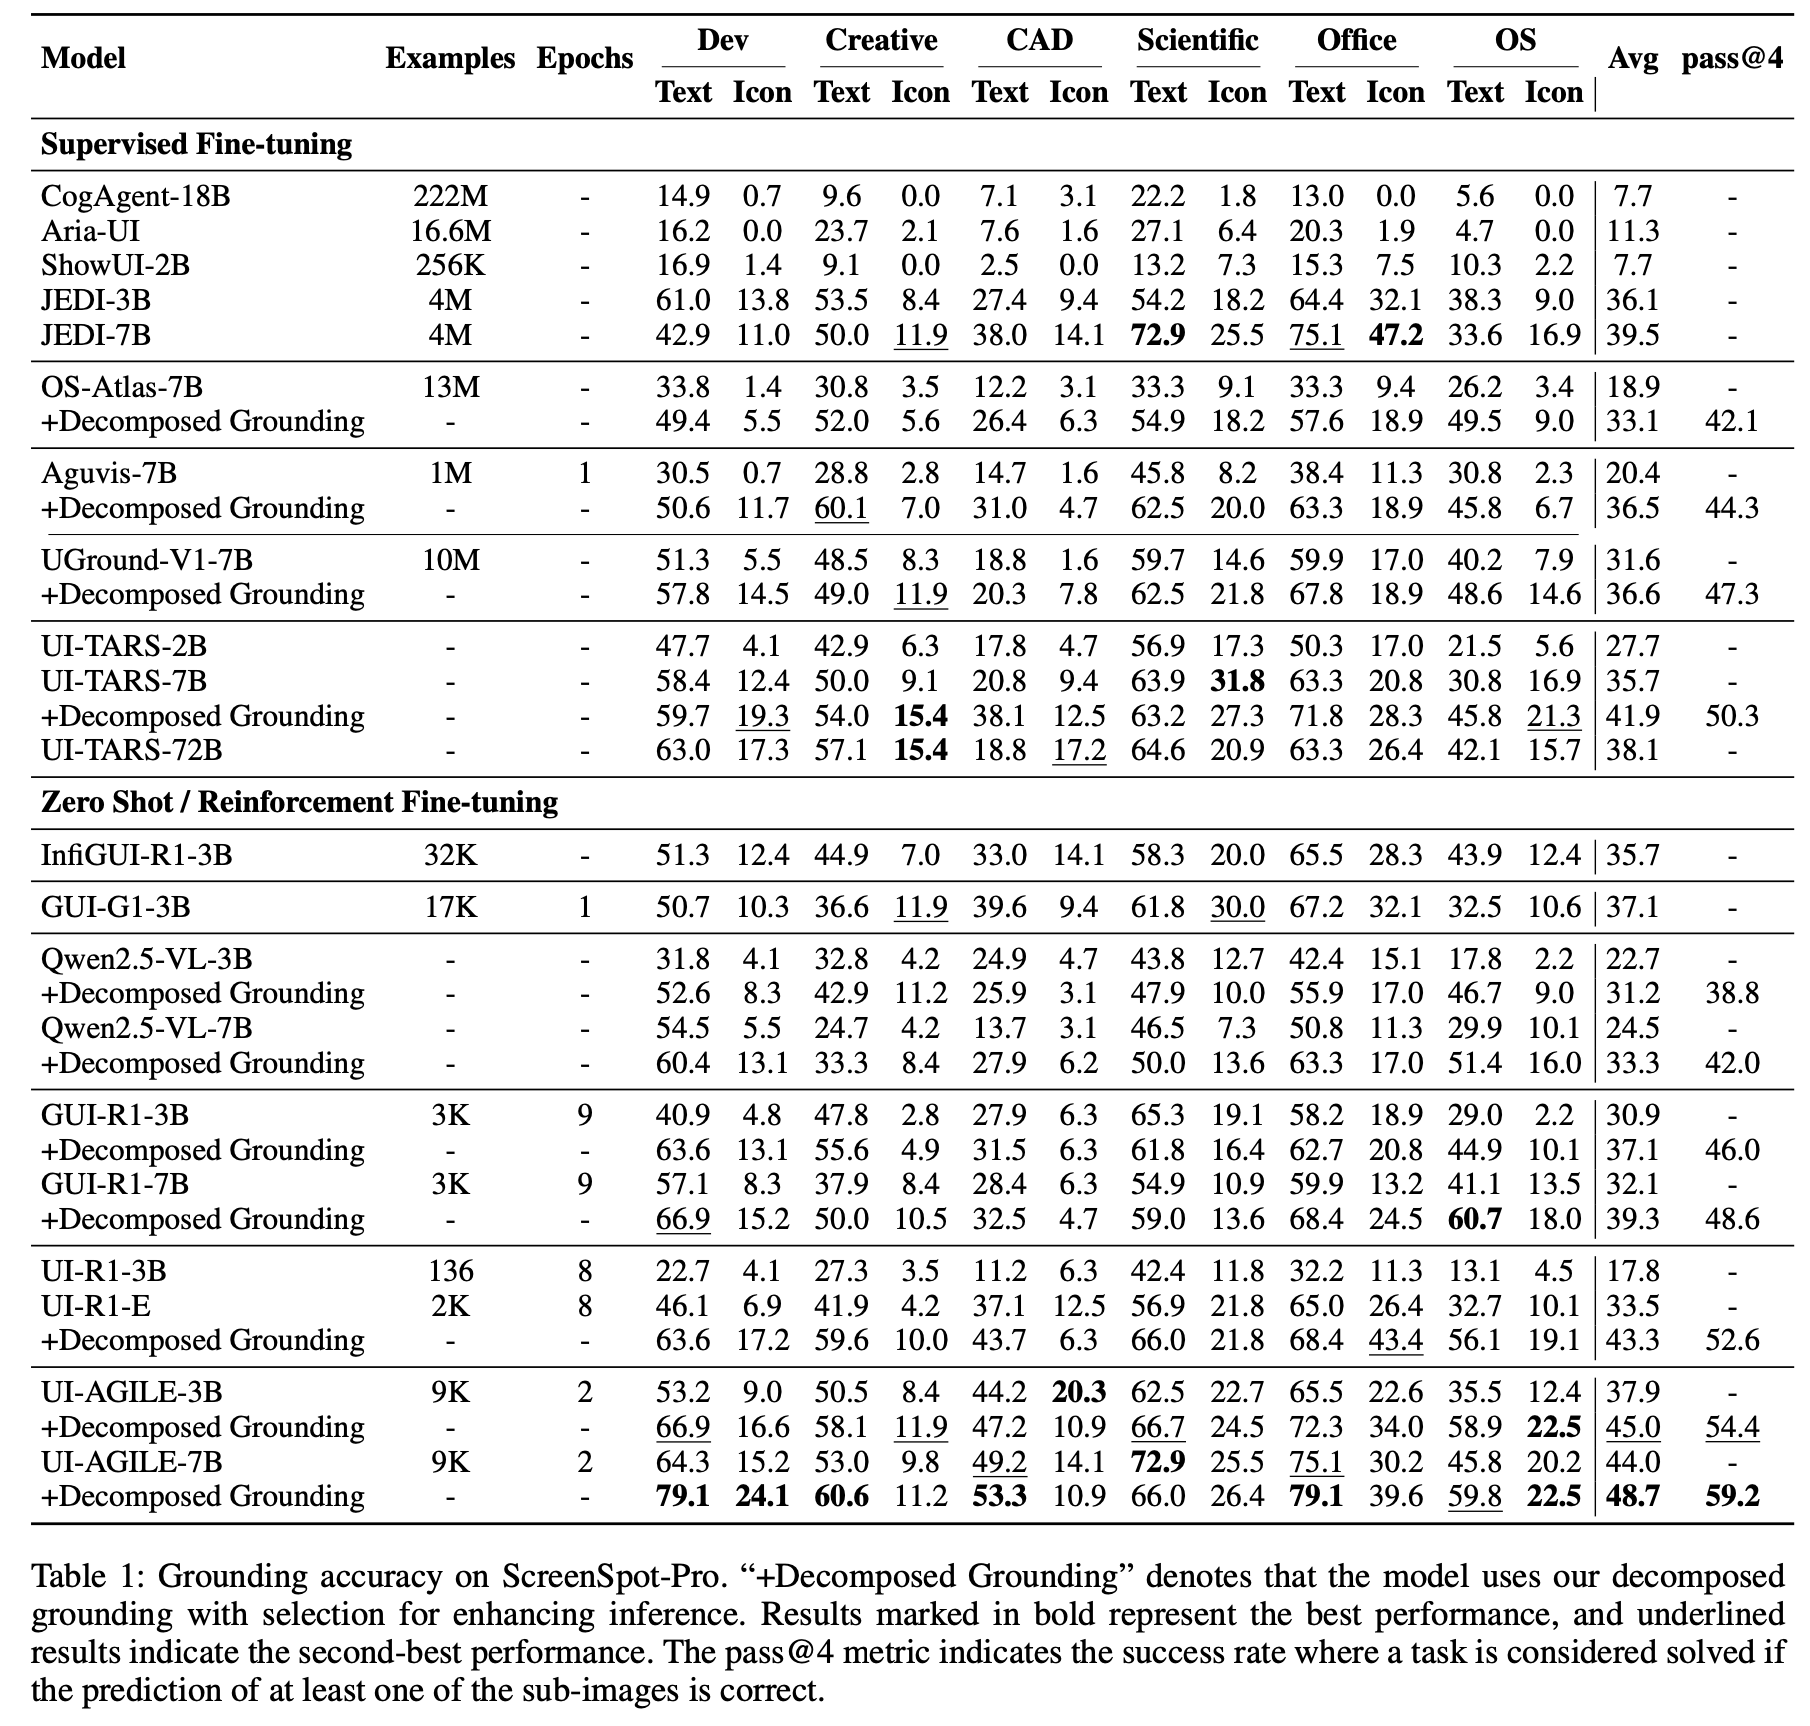 Model Examples Epochs Dev Creative CAD Scientific Office OS Avg pass@4
Text Icon Text Icon Text Icon Text Icon Text Icon Text Icon
Supervised Fine-tuning
CogAgent-18B 222M - 14.9 0.7 9.6 0.0 7.1 3.1 22.2 1.8 13.0 0.0 5.6 0.0 7.7 -
Aria-UI 16.6M - 16.2 0.0 23.7 2.1 7.6 1.6 27.1 6.4 20.3 1.9 4.7 0.0 11.3 -
ShowUI-2B 256K - 16.9 1.4 9.1 0.0 2.5 0.0 13.2 7.3 15.3 7.5 10.3 2.2 7.7 -
JEDI-3B 4M - 61.0 13.8 53.5 8.4 27.4 9.4 54.2 18.2 64.4 32.1 38.3 9.0 36.1 -
JEDI-7B 4M - 42.9 11.0 50.0 11.9 38.0 14.1 72.9 25.5 75.1 47.2 33.6 16.9 39.5 -
OS-Atlas-7B 13M - 33.8 1.4 30.8 3.5 12.2 3.1 33.3 9.1 33.3 9.4 26.2 3.4 18.9 -
+Decomposed Grounding - - 49.4 5.5 52.0 5.6 26.4 6.3 54.9 18.2 57.6 18.9 49.5 9.0 33.1 42.1
Aguvis-7B 1M 1 30.5 0.7 28.8 2.8 14.7 1.6 45.8 8.2 38.4 11.3 30.8 2.3 20.4 -
+Decomposed Grounding - - 50.6 11.7 60.1 7.0 31.0 4.7 62.5 20.0 63.3 18.9 45.8 6.7 36.5 44.3
UGround-V1-7B 10M - 51.3 5.5 48.5 8.3 18.8 1.6 59.7 14.6 59.9 17.0 40.2 7.9 31.6 -
+Decomposed Grounding - - 57.8 14.5 49.0 11.9 20.3 7.8 62.5 21.8 67.8 18.9 48.6 14.6 36.6 47.3
UI-TARS-2B - - 47.7 4.1 42.9 6.3 17.8 4.7 56.9 17.3 50.3 17.0 21.5 5.6 27.7 -
UI-TARS-7B - - 58.4 12.4 50.0 9.1 20.8 9.4 63.9 31.8 63.3 20.8 30.8 16.9 35.7 -
+Decomposed Grounding - - 59.7 19.3 54.0 15.4 38.1 12.5 63.2 27.3 71.8 28.3 45.8 21.3 41.9 50.3
UI-TARS-72B - - 63.0 17.3 57.1 15.4 18.8 17.2 64.6 20.9 63.3 26.4 42.1 15.7 38.1 -
Zero Shot / Reinforcement Fine-tuning
InfiGUI-R1-3B 32K - 51.3 12.4 44.9 7.0 33.0 14.1 58.3 20.0 65.5 28.3 43.9 12.4 35.7 -
GUI-G1-3B 17K 1 50.7 10.3 36.6 11.9 39.6 9.4 61.8 30.0 67.2 32.1 32.5 10.6 37.1 -
Qwen2.5-VL-3B - - 31.8 4.1 32.8 4.2 24.9 4.7 43.8 12.7 42.4 15.1 17.8 2.2 22.7 -
+Decomposed Grounding - - 52.6 8.3 42.9 11.2 25.9 3.1 47.9 10.0 55.9 17.0 46.7 9.0 31.2 38.8
Qwen2.5-VL-7B - - 54.5 5.5 24.7 4.2 13.7 3.1 46.5 7.3 50.8 11.3 29.9 10.1 24.5 -
+Decomposed Grounding - - 60.4 13.1 33.3 8.4 27.9 6.2 50.0 13.6 63.3 17.0 51.4 16.0 33.3 42.0
GUI-R1-3B 3K 9 40.9 4.8 47.8 2.8 27.9 6.3 65.3 19.1 58.2 18.9 29.0 2.2 30.9 -
+Decomposed Grounding - - 63.6 13.1 55.6 4.9 31.5 6.3 61.8 16.4 62.7 20.8 44.9 10.1 37.1 46.0
GUI-R1-7B 3K 9 57.1 8.3 37.9 8.4 28.4 6.3 54.9 10.9 59.9 13.2 41.1 13.5 32.1 -
+Decomposed Grounding - - 66.9 15.2 50.0 10.5 32.5 4.7 59.0 13.6 68.4 24.5 60.7 18.0 39.3 48.6
UI-R1-3B 136 8 22.7 4.1 27.3 3.5 11.2 6.3 42.4 11.8 32.2 11.3 13.1 4.5 17.8 -
UI-R1-E 2K 8 46.1 6.9 41.9 4.2 37.1 12.5 56.9 21.8 65.0 26.4 32.7 10.1 33.5 -
+Decomposed Grounding - - 63.6 17.2 59.6 10.0 43.7 6.3 66.0 21.8 68.4 43.4 56.1 19.1 43.3 52.6
UI-AGILE-3B 9K 2 53.2 9.0 50.5 8.4 44.2 20.3 62.5 22.7 65.5 22.6 35.5 12.4 37.9 -
+Decomposed Grounding - - 66.9 16.6 58.1 11.9 47.2 10.9 66.7 24.5 72.3 34.0 58.9 22.5 45.0 54.4
UI-AGILE-7B 9K 2 64.3 15.2 53.0 9.8 49.2 14.1 72.9 25.5 75.1 30.2 45.8 20.2 44.0 -
+Decomposed Grounding - - 79.1 24.1 60.6 11.2 53.3 10.9 66.0 26.4 79.1 39.6 59.8 22.5 48.7 59.2
Table 1: Grounding accuracy on ScreenSpot-Pro. “+Decomposed Grounding” denotes that the model uses our decomposed
grounding with selection for enhancing inference. Results marked in bold represent the best performance, and underlined
results indicate the second-best performance. The pass@4 metric indicates the success rate where a task is considered solved if
the prediction of at least one of the sub-images is correct.